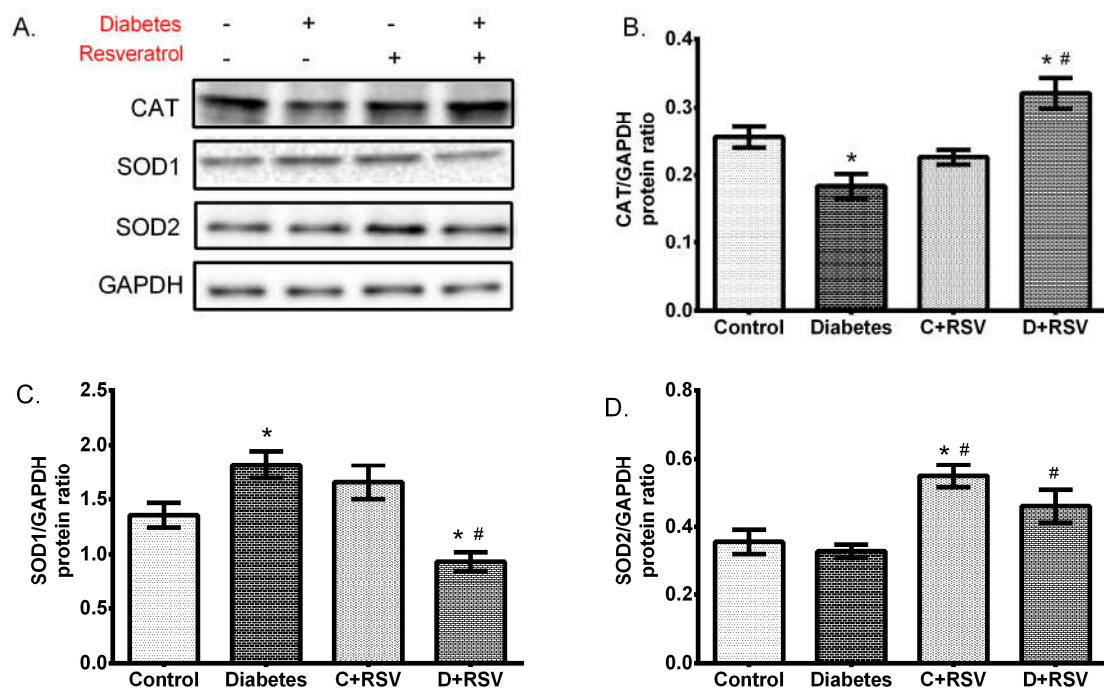 A.
Diabetes - + - +
Resveratrol - - + +
CAT
SOD1
SOD2
GAPDH
B.
CAT/GAPDH
protein ratio
0.4
0.3
0.2
0.1
0.0
*
* #
Control Diabetes C+RSV D+RSV
C.
SOD1/GAPDH
protein ratio
2.5
2.0
1.5
1.0
0.5
0.0
*
* #
Control Diabetes C+RSV D+RSV
D.
SOD2/GAPDH
protein ratio
0.8
0.6
0.4
0.2
0.0
* #
#
Control Diabetes C+RSV D+RSV